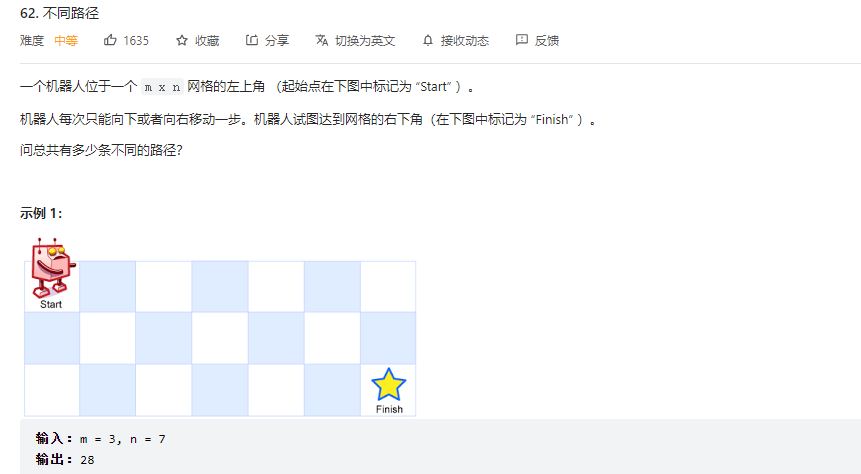 62. 不同路径
难度 中等 1635 收藏 分享 切换为英文 接收动态 反馈
一个机器人位于一个 m x n 网格的左上角 （起始点在下图中标记为 “Start” ）。
机器人每次只能向下或者向右移动一步。机器人试图达到网格的右下角（在下图中标记为 “Finish” ）。
问总共有多少条不同的路径？
示例 1：
Start
Finish
输入：m = 3, n = 7
输出：28